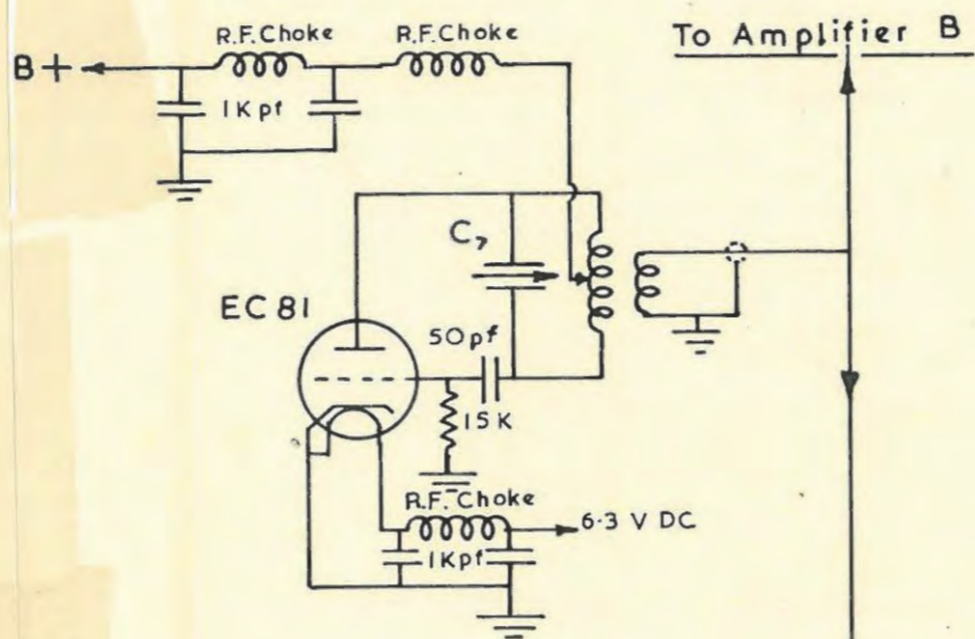 R.F. Choke R.F. Choke
To Amplifier B
B+
1Kpf
C7
EC 81
50pf
15K
R.F. Choke
6.3 V DC
1Kpf